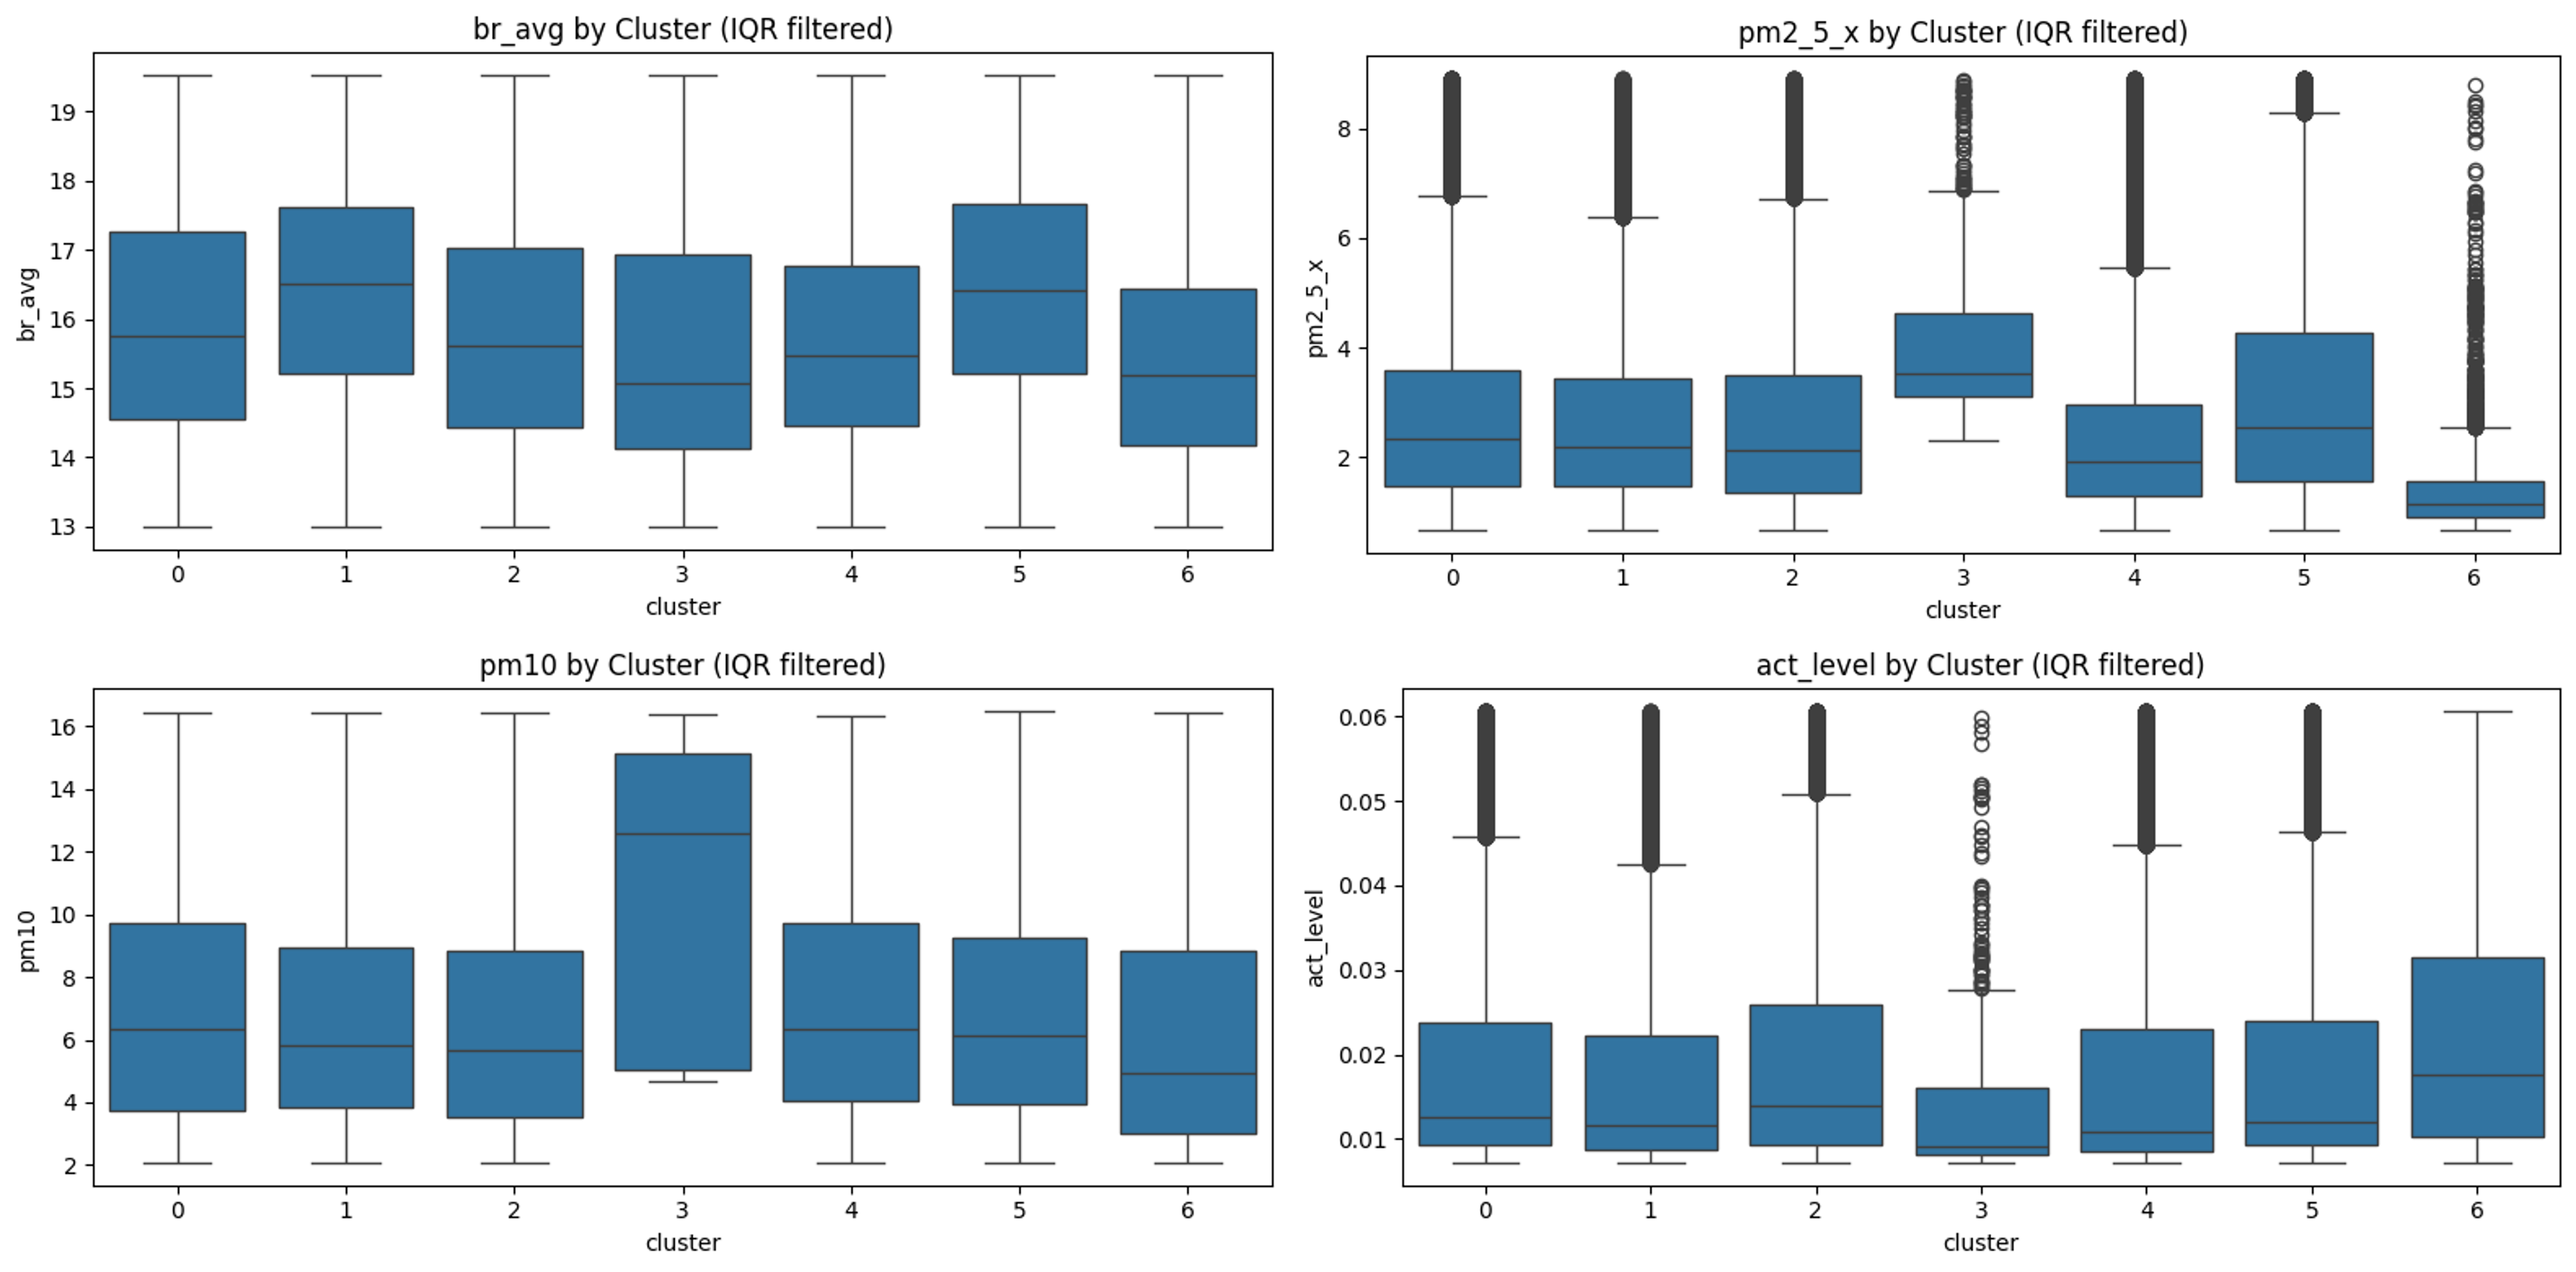 br_avg by Cluster (IQR filtered)
19
18
17
16
15
14
13
br_avg
0 1 2 3 4 5 6
cluster
pm2_5_x by Cluster (IQR filtered)
8
6
4
2
pm2_5_x
0 1 2 3 4 5 6
cluster
pm10 by Cluster (IQR filtered)
16
14
12
10
8
6
4
2
pm10
0 1 2 3 4 5 6
cluster
act_level by Cluster (IQR filtered)
0.06
0.05
0.04
0.03
0.02
0.01
act_level
0 1 2 3 4 5 6
cluster